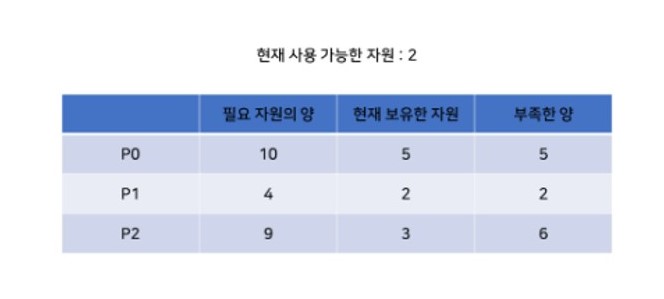 현재 사용 가능한 자원 : 2
필요 자원의 양 현재 보유한 자원 부족한 양
P0 10 5 5
P1 4 2 2
P2 9 3 6